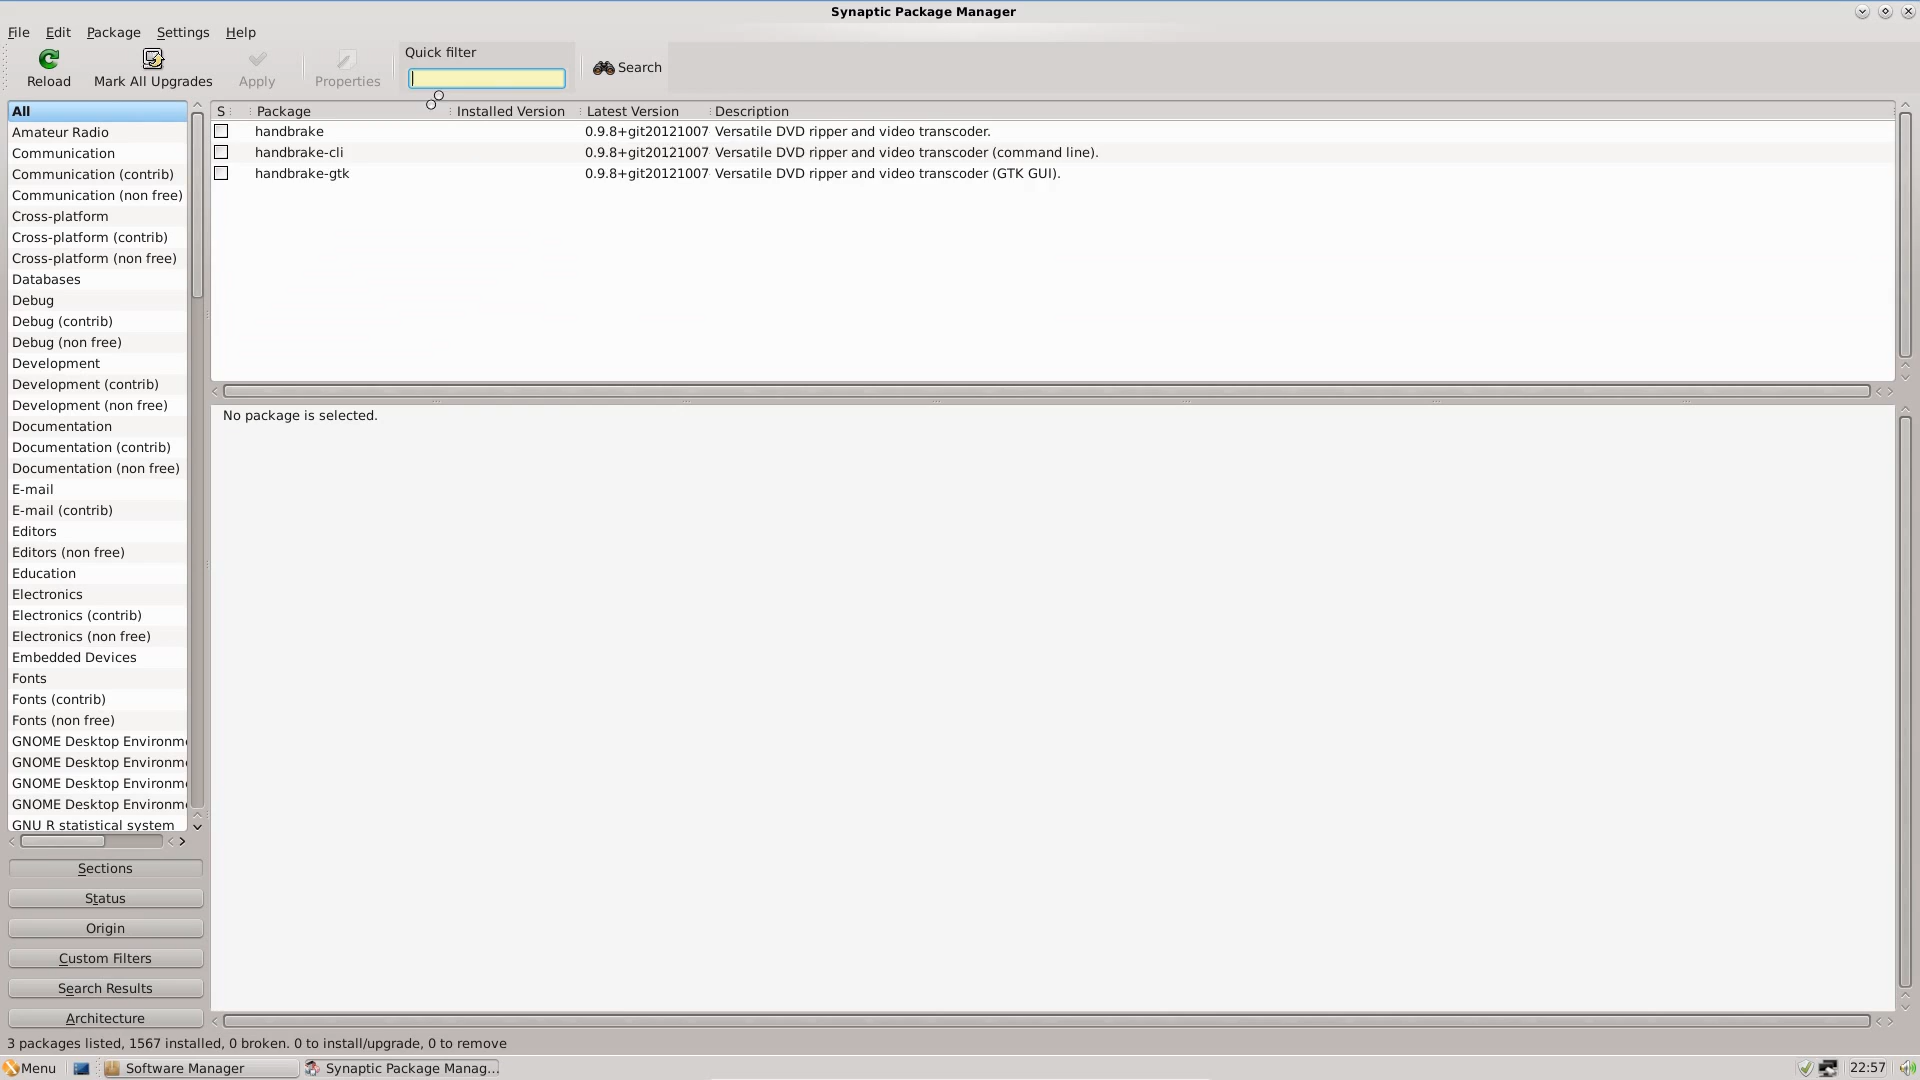 Synaptic Package Manager
File Edit Package Settings Help
Reload Mark All Upgrades Apply Properties Quick filter Search
All
Amateur Radio
Communication
Communication (contrib)
Communication (non free)
Cross-platform
Cross-platform (contrib)
Cross-platform (non free)
Databases
Debug
Debug (contrib)
Debug (non free)
Development
Development (contrib)
Development (non free)
Documentation
Documentation (contrib)
Documentation (non free)
E-mail
E-mail (contrib)
Editors
Editors (non free)
Education
Electronics
Electronics (contrib)
Electronics (non free)
Embedded Devices
Fonts
Fonts (contrib)
Fonts (non free)
GNOME Desktop Environme
GNOME Desktop Environme
GNOME Desktop Environme
GNOME Desktop Environme
GNU R statistical system
Sections
Status
Origin
Custom Filters
Search Results
Architecture
S Package Installed Version Latest Version Description
handbrake 0.9.8+git20121007 Versatile DVD ripper and video transcoder.
handbrake-cli 0.9.8+git20121007 Versatile DVD ripper and video transcoder (command line).
handbrake-gtk 0.9.8+git20121007 Versatile DVD ripper and video transcoder (GTK GUI).
No package is selected.
3 packages listed, 1567 installed, 0 broken. 0 to install/upgrade, 0 to remove
Menu Software Manager Synaptic Package Manag... 22:57